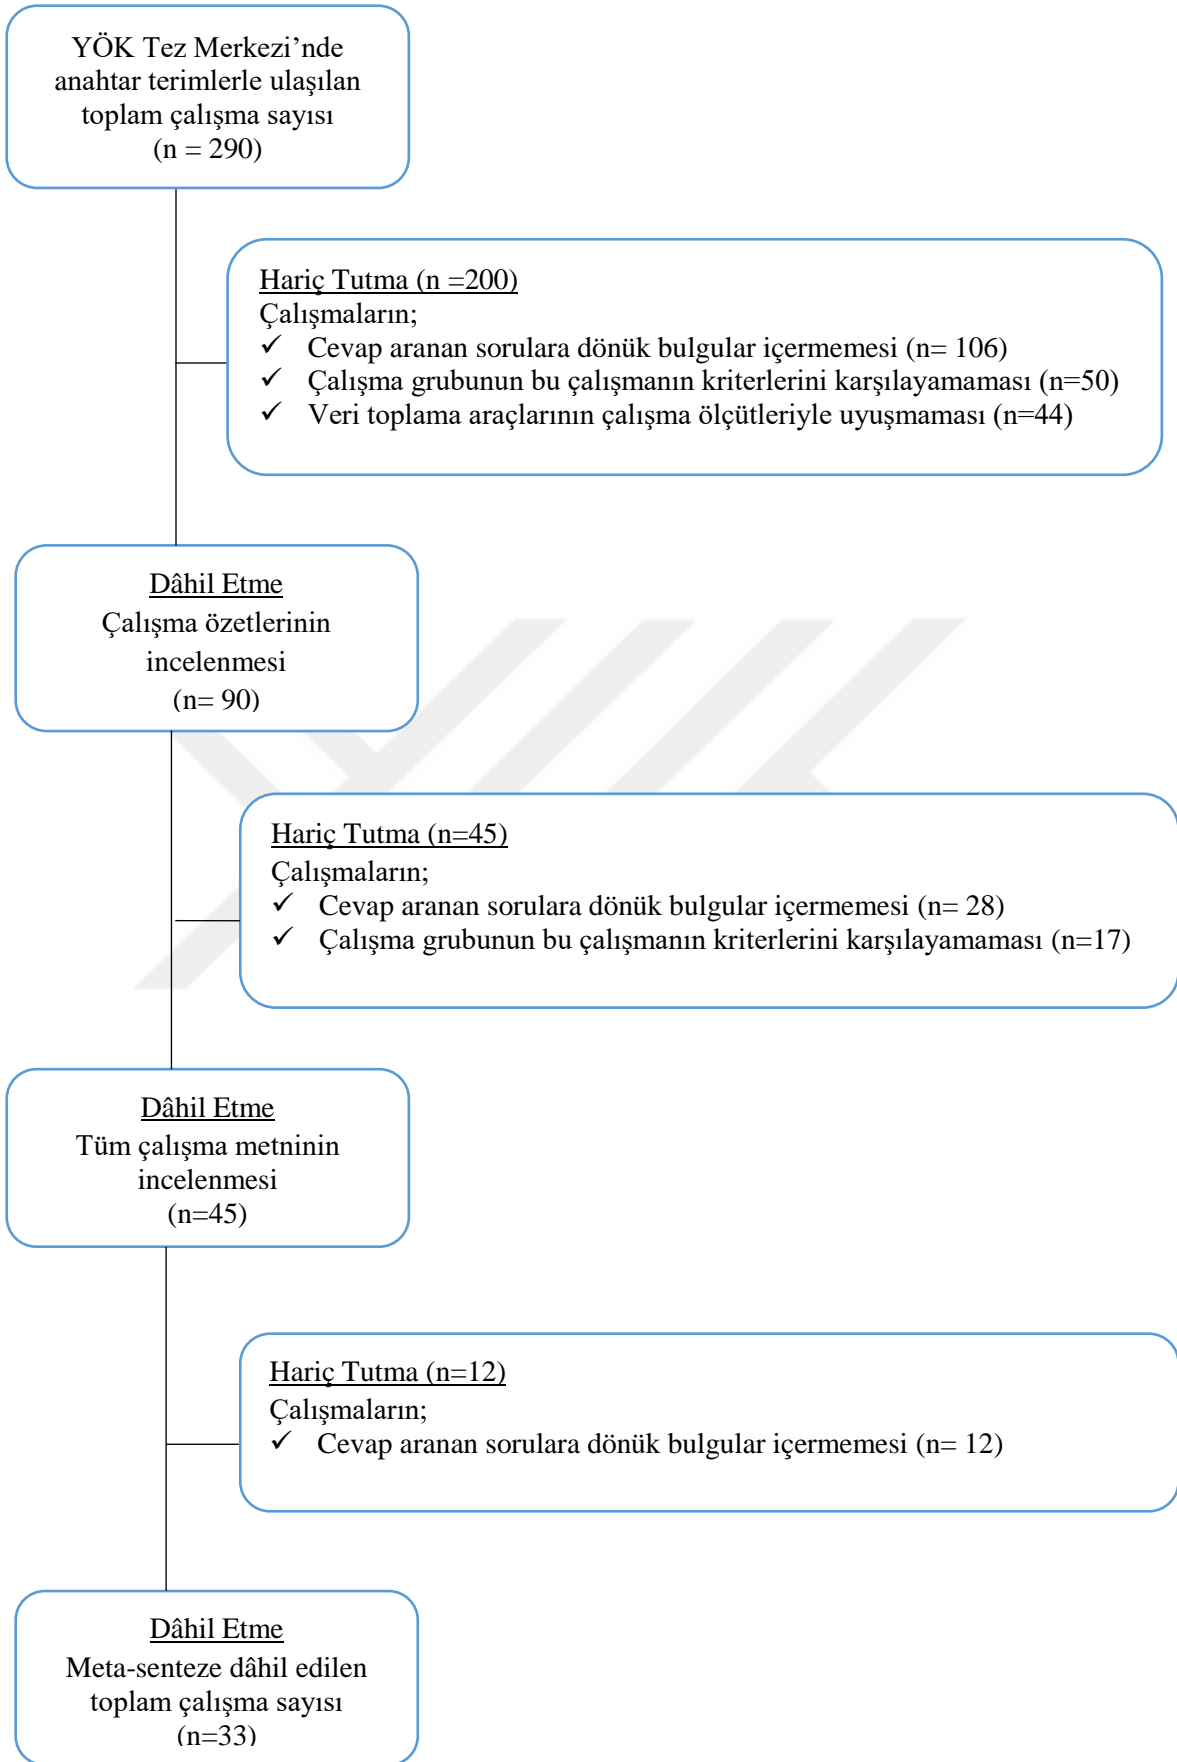 YÖK Tez Merkezi’nde
anahtar terimlerle ulaşılan
toplam çalışma sayısı
(n = 290)
Hariç Tutma (n =200)
Çalışmaların;
✓ Cevap aranan sorulara dönük bulgular içermemesi (n= 106)
✓ Çalışma grubunun bu çalışmanın kriterlerini karşılayamaması (n=50)
✓ Veri toplama araçlarının çalışma ölçütleriyle uyuşmaması (n=44)
Dâhil Etme
Çalışma özetlerinin
incelenmesi
(n= 90)
Hariç Tutma (n=45)
Çalışmaların;
✓ Cevap aranan sorulara dönük bulgular içermemesi (n= 28)
✓ Çalışma grubunun bu çalışmanın kriterlerini karşılayamaması (n=17)
Dâhil Etme
Tüm çalışma metninin
incelenmesi
(n=45)
Hariç Tutma (n=12)
Çalışmaların;
✓ Cevap aranan sorulara dönük bulgular içermemesi (n= 12)
Dâhil Etme
Meta-senteze dâhil edilen
toplam çalışma sayısı
(n=33)